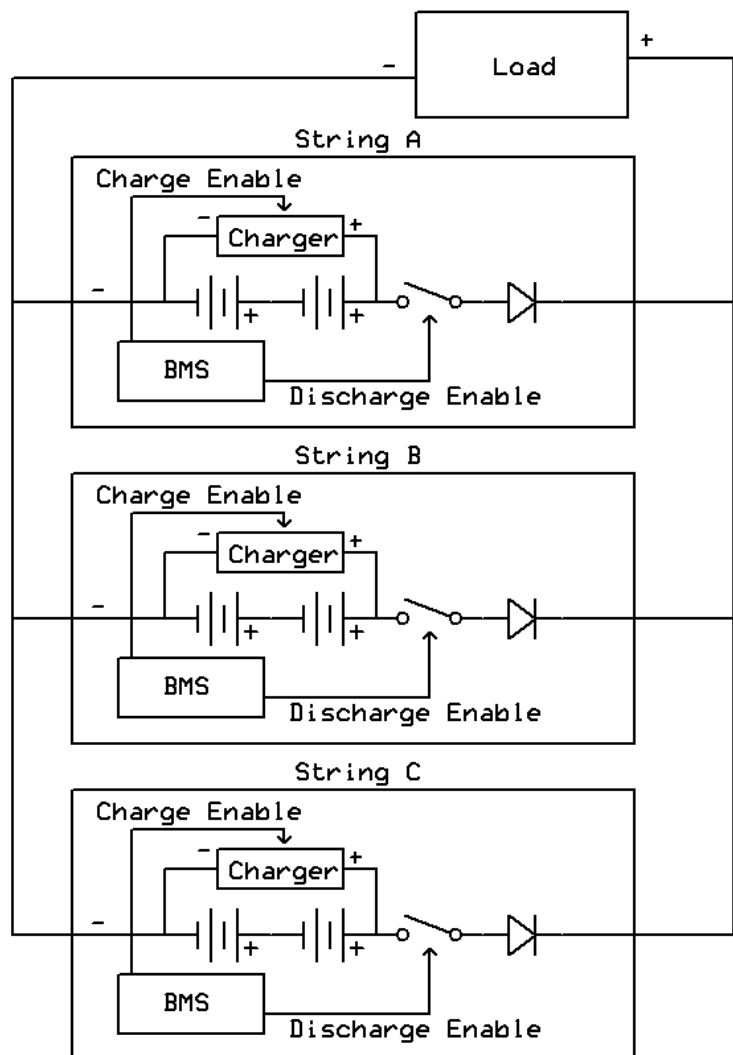 Load
-
+
String A
Charge Enable
-
Charger
+
-
+
+
BMS
Discharge Enable
String B
Charge Enable
-
Charger
+
-
+
+
BMS
Discharge Enable
String C
Charge Enable
-
Charger
+
-
+
+
BMS
Discharge Enable